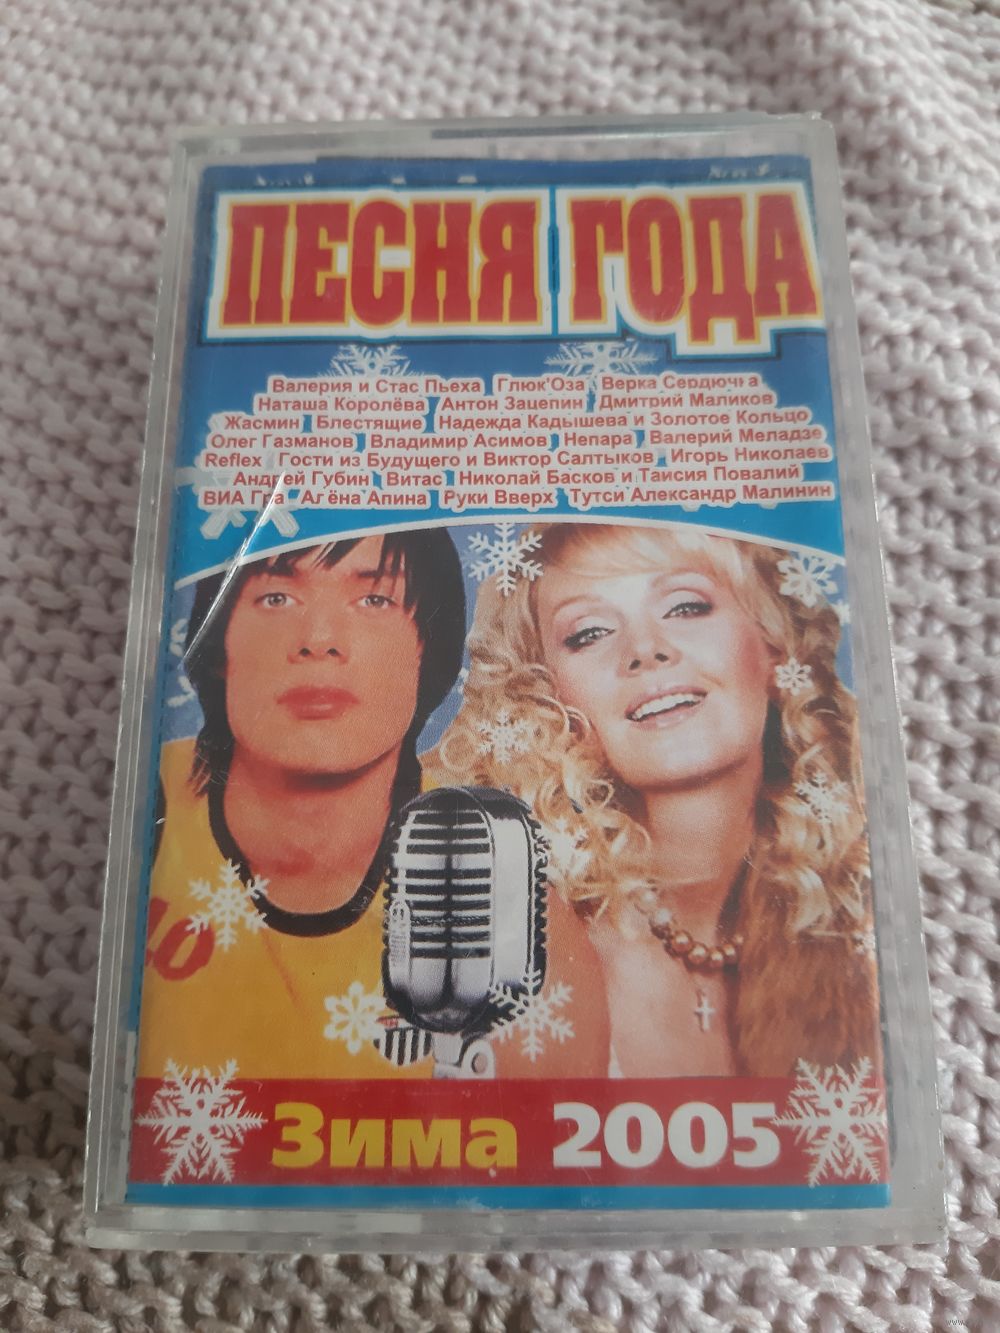 ПЕСНЯ ГОДА
Валерия и Стас Пьеха Глюк'Oза Верка Сердючка
Наташа Королёва Антон Зацепин Дмитрий Маликов
Жасмин Блестящие Надежда Кадышева и Золотое Кольцо
Олег Газманов Владимир Асимов Непара Валерий Меладзе
Reflex Гости из Будущего и Виктор Салтыков Игорь Николаев
Андрей Губин Витас Николай Басков и Таисия Повалий
ВИА Гра Алёна Апина Руки Вверх Тутси Александр Малинин
Зима 2005